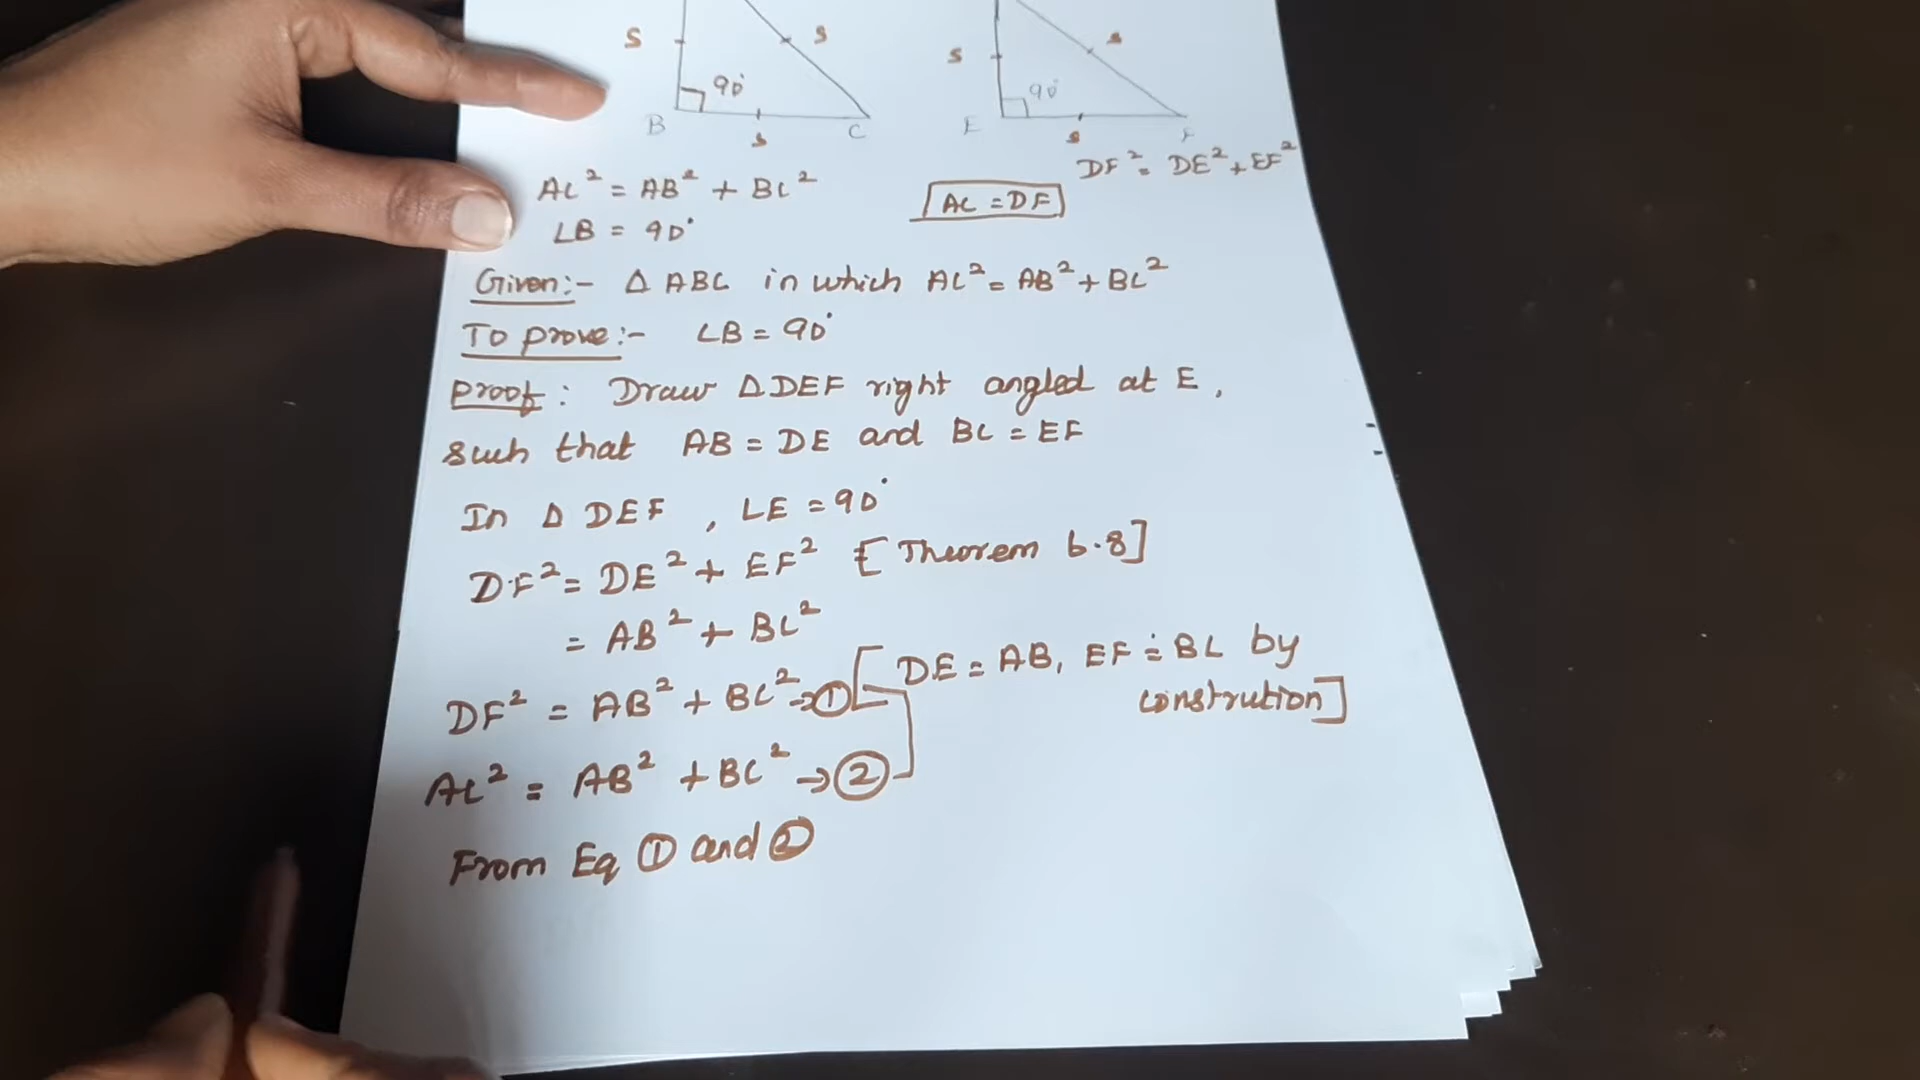 S S S S
90° 90°
B S C E S F
DF² = DE² + EF²
AC² = AB² + BC² AC = DF
∠B = 90°
Given:- Δ ABC in which AC² = AB² + BC²
To prove:- ∠B = 90°
Proof: Draw Δ DEF right angled at E,
such that AB = DE and BC = EF
In Δ DEF, ∠E = 90°
DF² = DE² + EF² [Theorem 6.8]
= AB² + BC²
DF² = AB² + BC² → ① [DE = AB, EF = BC by
constrution]
AC² = AB² + BC² → ②
From Eq ① and ②